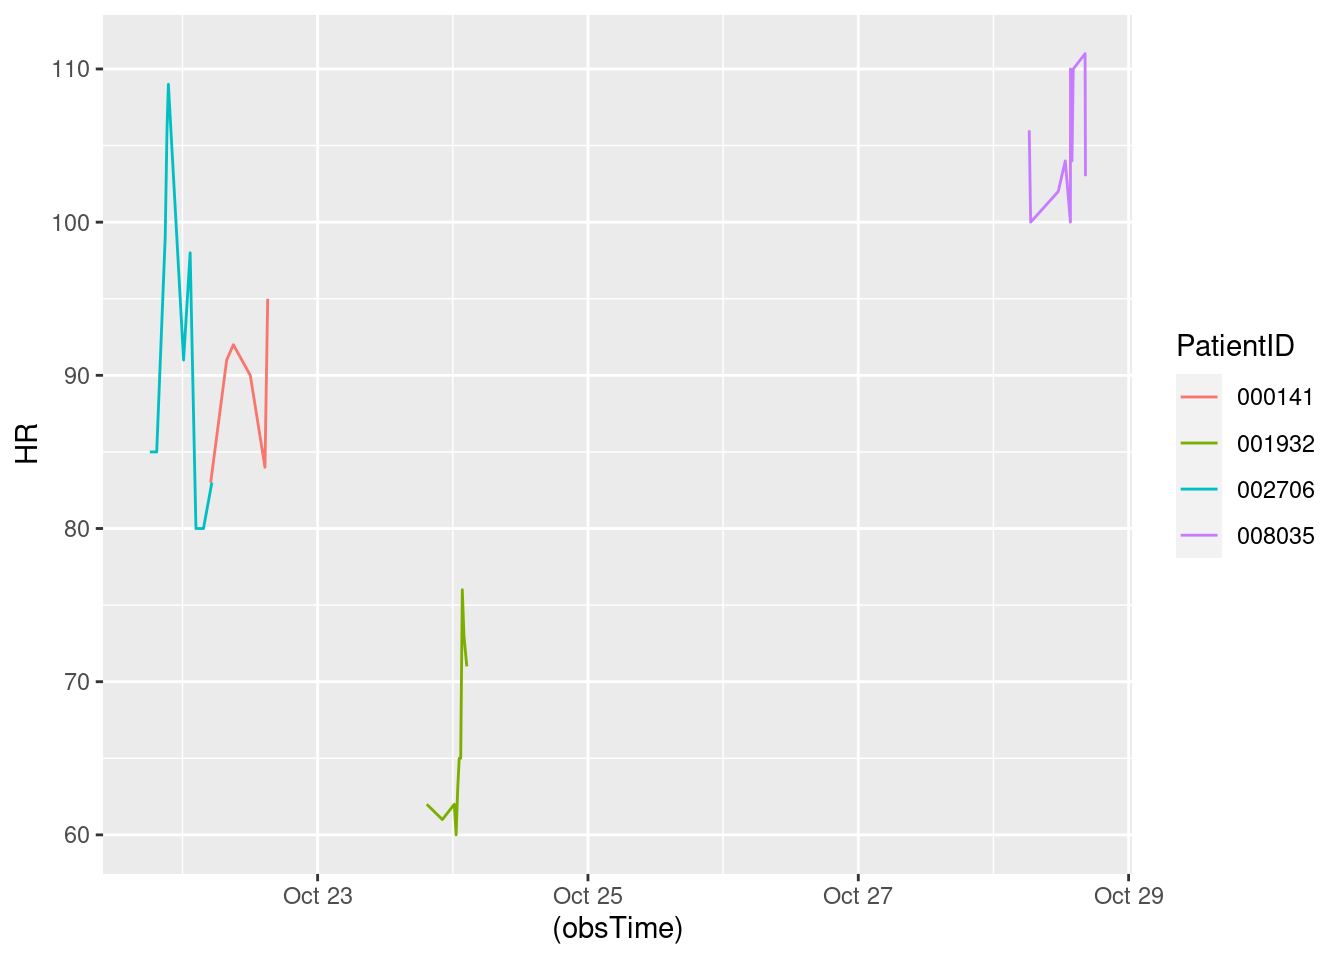 110
100
90
80
70
60
HR
Oct 23
Oct 25
Oct 27
Oct 29
(obsTime)
PatientID
000141
001932
002706
008035